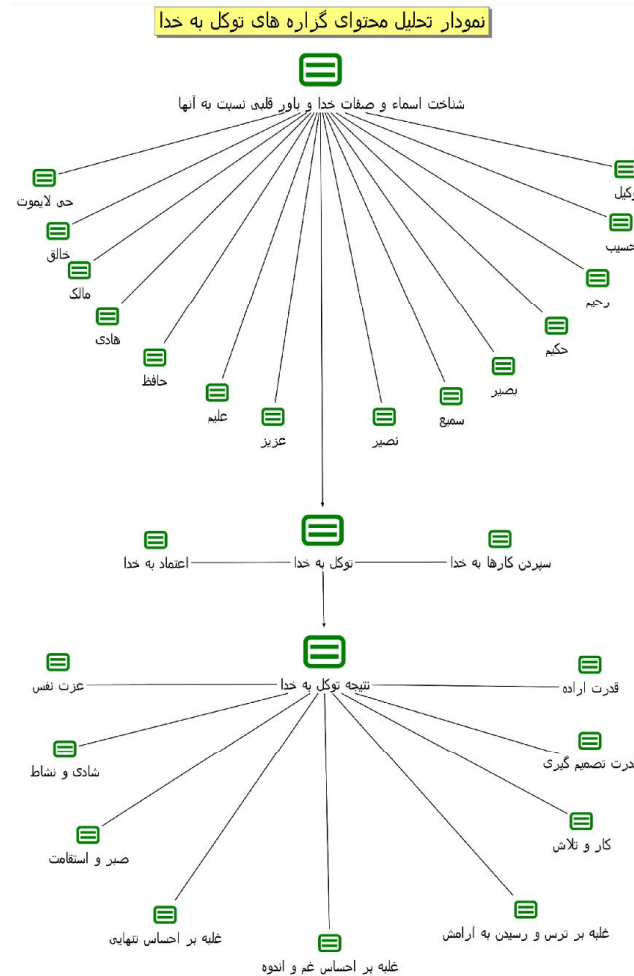 نمودار تحلیل محتوای گزاره های توکل به خدا
شناخت اسماء و صفات خدا و باور قلبی نسبت به آنها
وکیل
حسیب
رحیم
حکیم
بصیر
سمیع
نصیر
عزیز
علیم
حافظ
هادی
مالک
خالق
حی لایموت
سپردن کارها به خدا
توکل به خدا
اعتماد به خدا
نتیجه توکل به خدا
قدرت اراده
قدرت تصمیم گیری
کار و تلاش
غلبه بر ترس و رسیدن به آرامش
غلبه بر احساس غم و اندوه
غلبه بر احساس تنهایی
صبر و استقامت
شادی و نشاط
عزت نفس